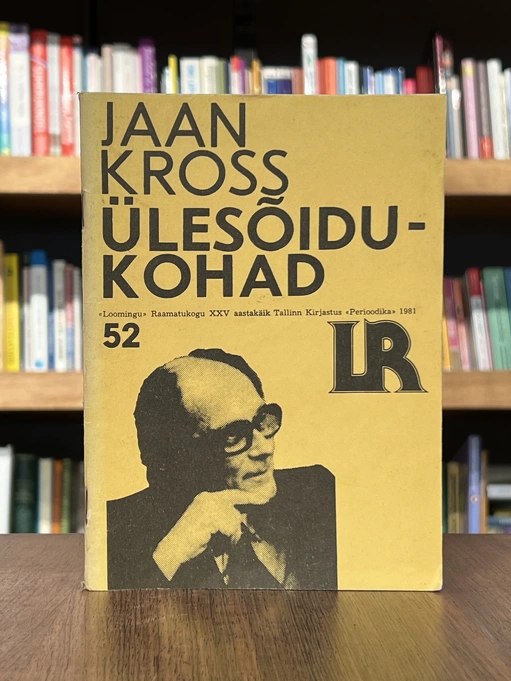 JAAN
KROSS
ÜLESÕIDU-
KOHAD
«Loomingu» Raamatukogu XXV aastakäik Tallinn Kirjastus «Perioodika» 1981
52
LR